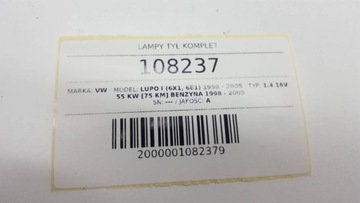 LAMPY TYŁ KOMPLET
108237
MARKA: VW MODEL: LUPO I (6X1, 6E1) 1998 - 2005 TYP: 1.4 16V
55 KW [75 KM] BENZYNA 1998 - 2005
SN: --- / JAKOŚĆ: A
2000001082379